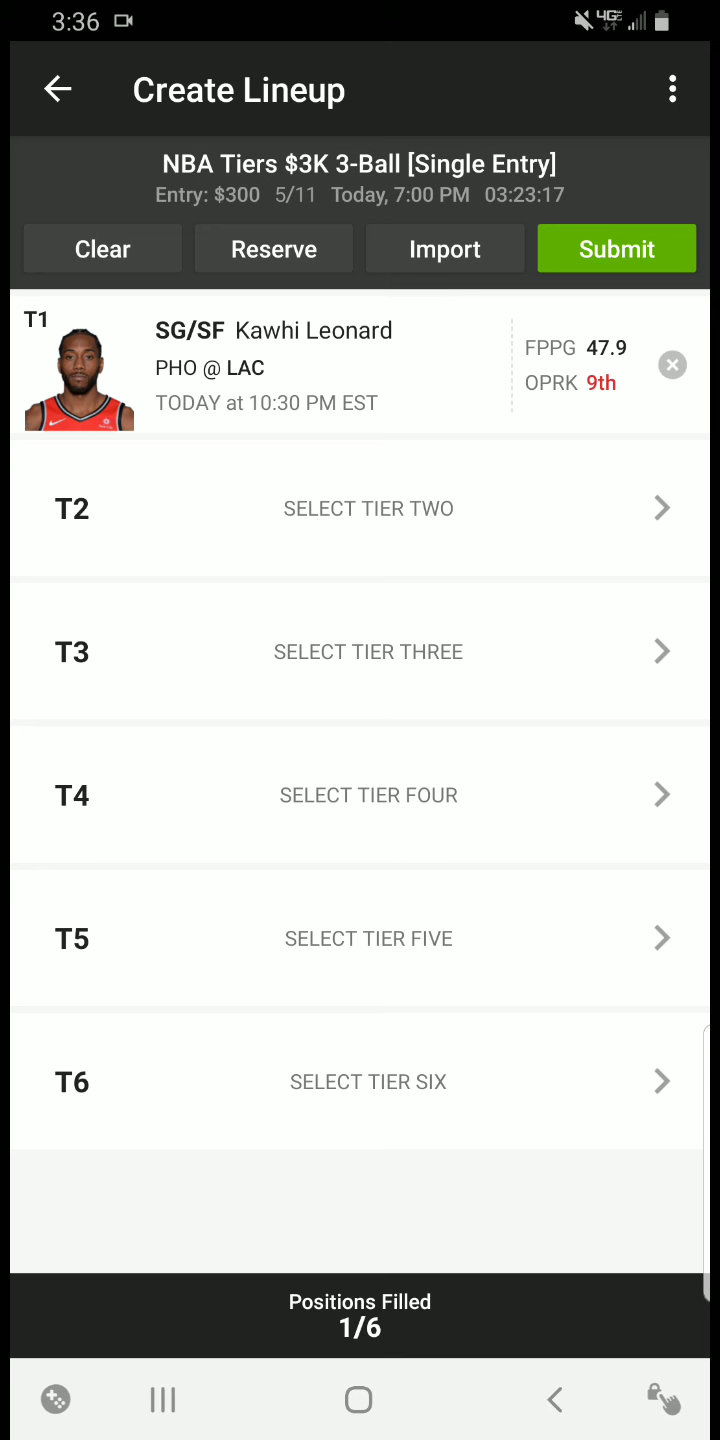 3:36
4G
Create Lineup
NBA Tiers $3K 3-Ball [Single Entry]
Entry: $300 5/11 Today, 7:00 PM 03:23:17
Clear Reserve Import Submit
T1
SG/SF Kawhi Leonard
PHO @ LAC
TODAY at 10:30 PM EST
FPPG 47.9
OPRK 9th
T2 SELECT TIER TWO
T3 SELECT TIER THREE
T4 SELECT TIER FOUR
T5 SELECT TIER FIVE
T6 SELECT TIER SIX
Positions Filled
1/6